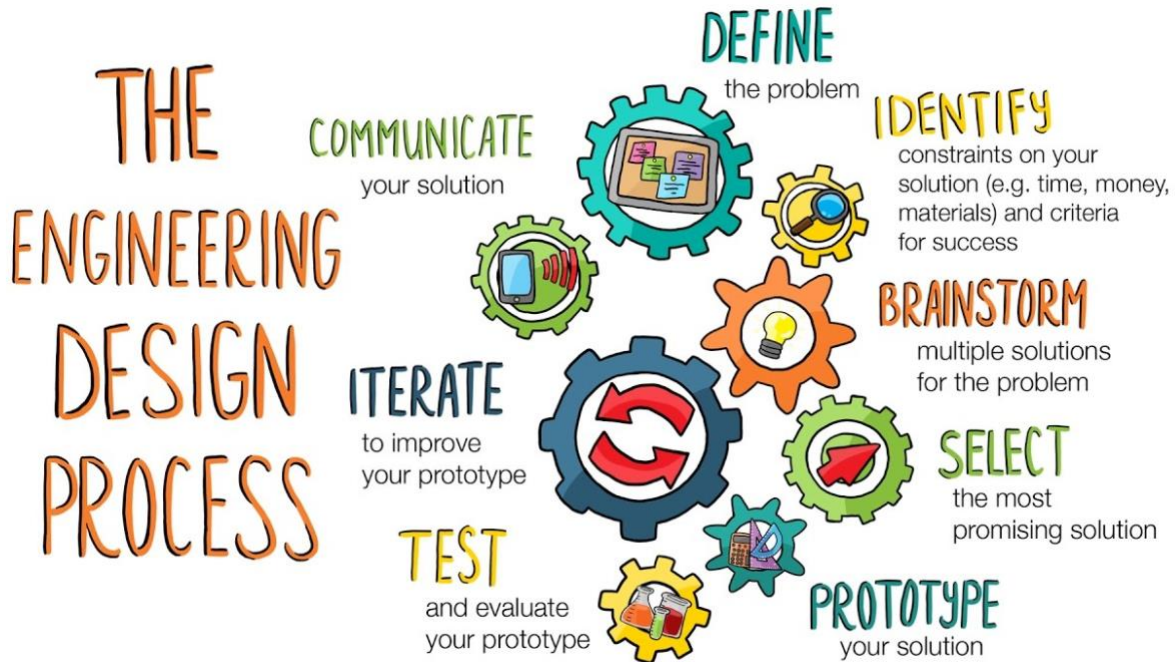 THE
ENGINEERING
DESIGN
PROCESS
DEFINE
the problem
IDENTIFY
constraints on your
solution (e.g. time, money,
materials) and criteria
for success
BRAINSTORM
multiple solutions
for the problem
SELECT
the most
promising solution
PROTOTYPE
your solution
TEST
and evaluate
your prototype
ITERATE
to improve
your prototype
COMMUNICATE
your solution